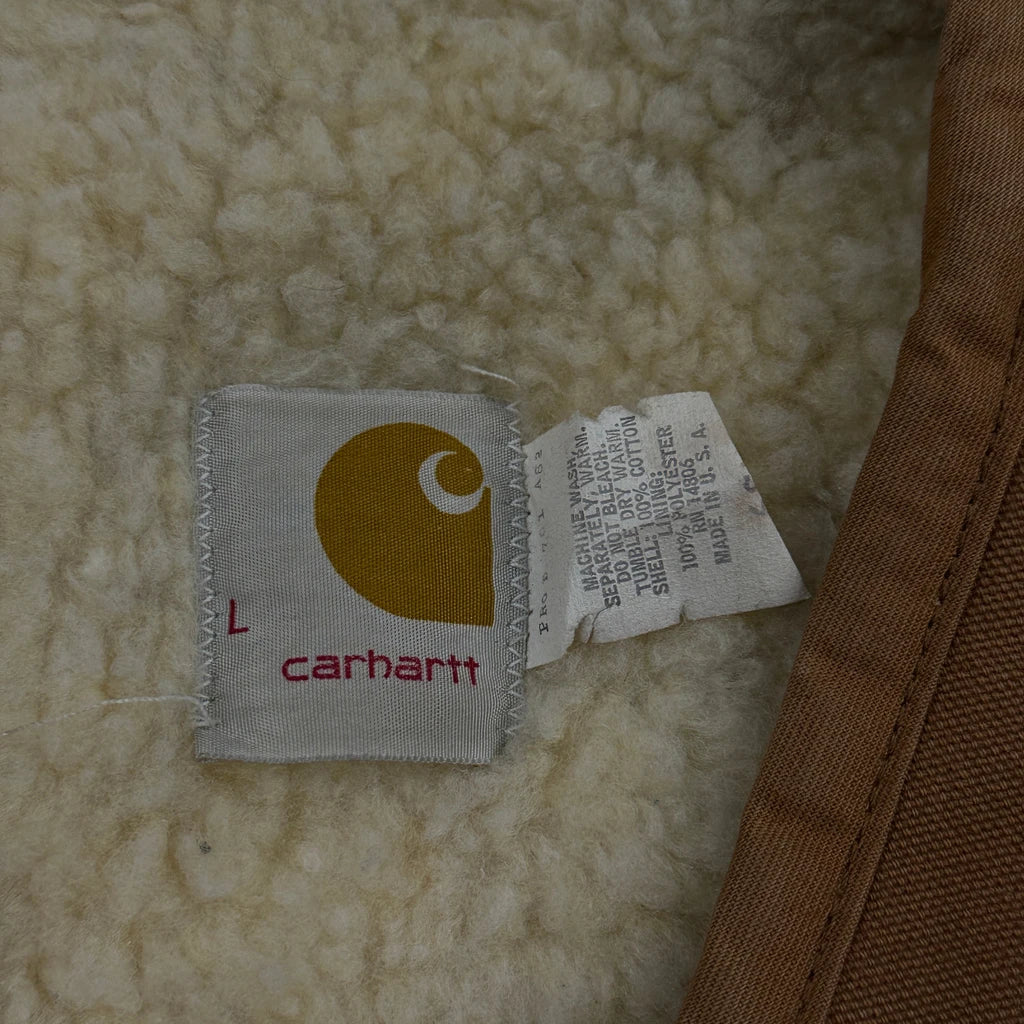 L
carhartt
MACHINE WASH,
SEPARATELY, WARM.
DO NOT BLEACH.
TUMBLE DRY WARM.
SHELL: 100% COTTON
LINING:
100% POLYESTER
RN 14806
MADE IN U.S.A.